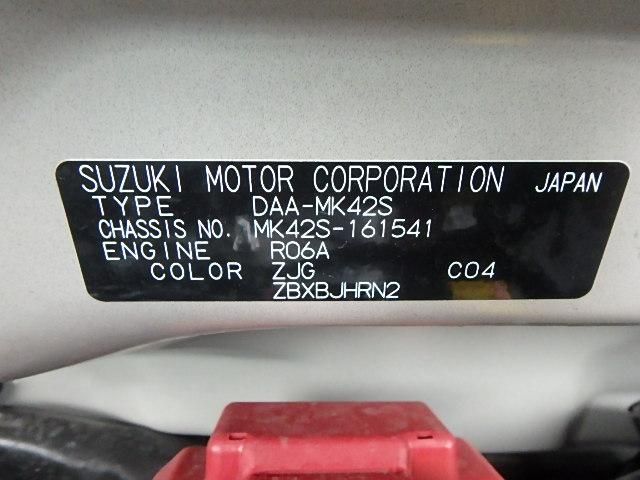 SUZUKI MOTOR CORPORATION JAPAN
TYPE DAA-MK42S
CHASSIS NO. MK42S-161541
ENGINE R06A
COLOR ZJG C04
ZBXBJHRN2